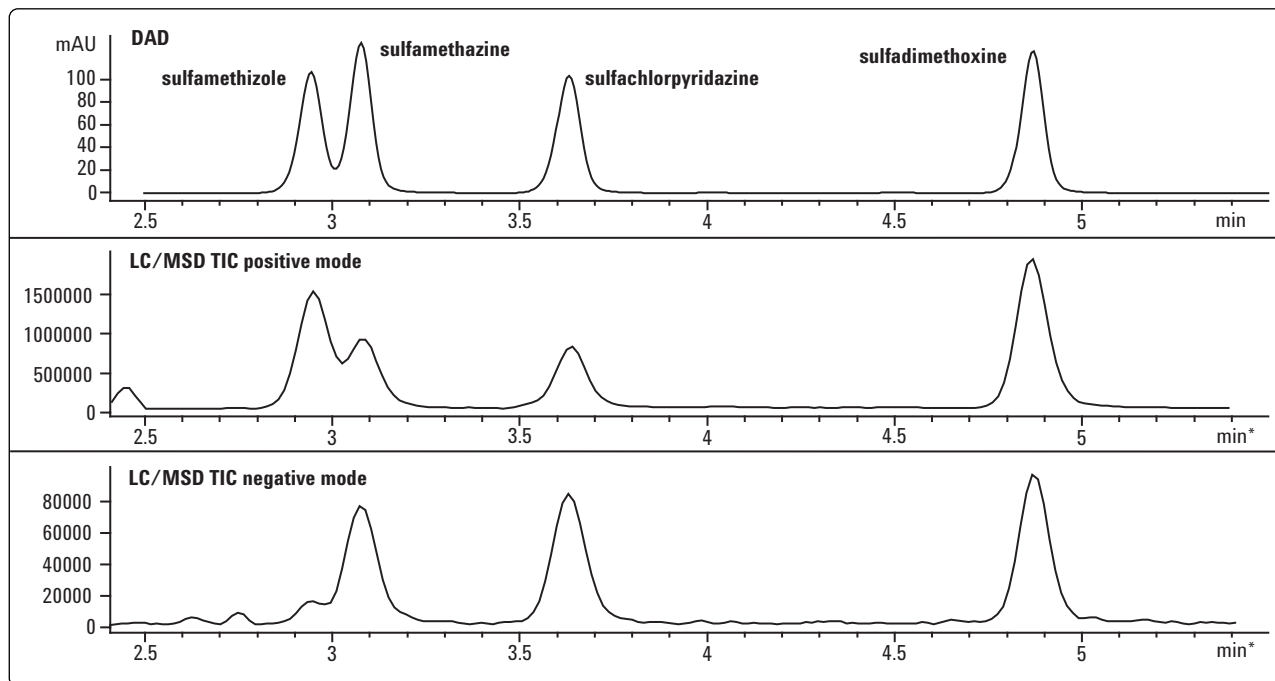 mAU
DAD
sulfamethizole
sulfamethazine
sulfachlorpyridazine
sulfadimethoxine
100
80
60
40
20
0
2.5 3 3.5 4 4.5 5 min
LC/MSD TIC positive mode
1500000
1000000
500000
0
2.5 3 3.5 4 4.5 5 min*
LC/MSD TIC negative mode
80000
60000
40000
20000
0
2.5 3 3.5 4 4.5 5 min*